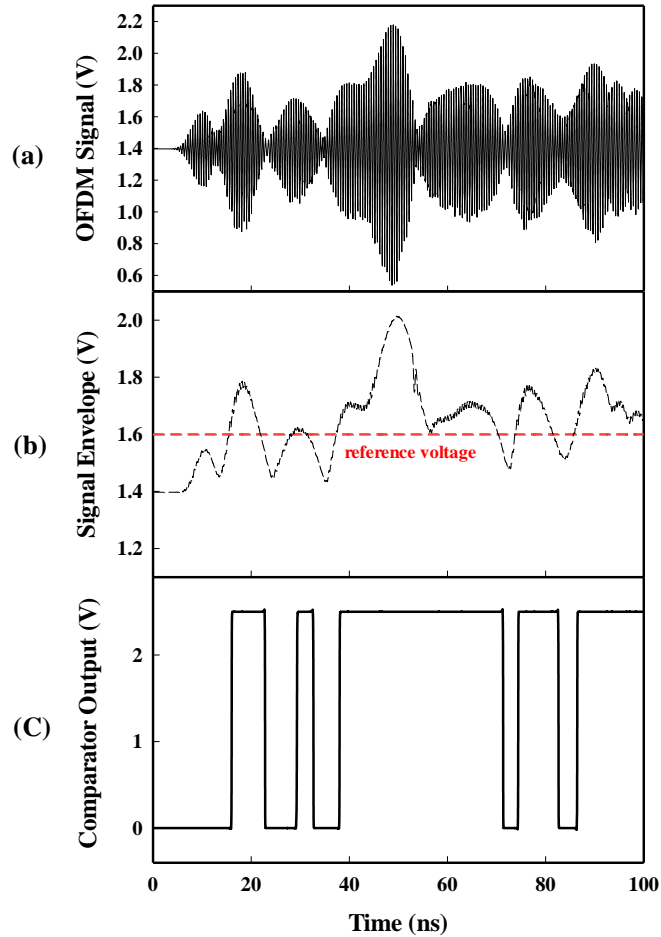 2.2
2.0
1.8
1.6
1.4
1.2
1.0
0.8
0.6
OFDM Signal (V)
(a)
2.0
1.8
1.6
1.4
1.2
Signal Envelope (V)
(b)
reference voltage
2
1
0
Comparator Output (V)
(C)
0 20 40 60 80 100
Time (ns)